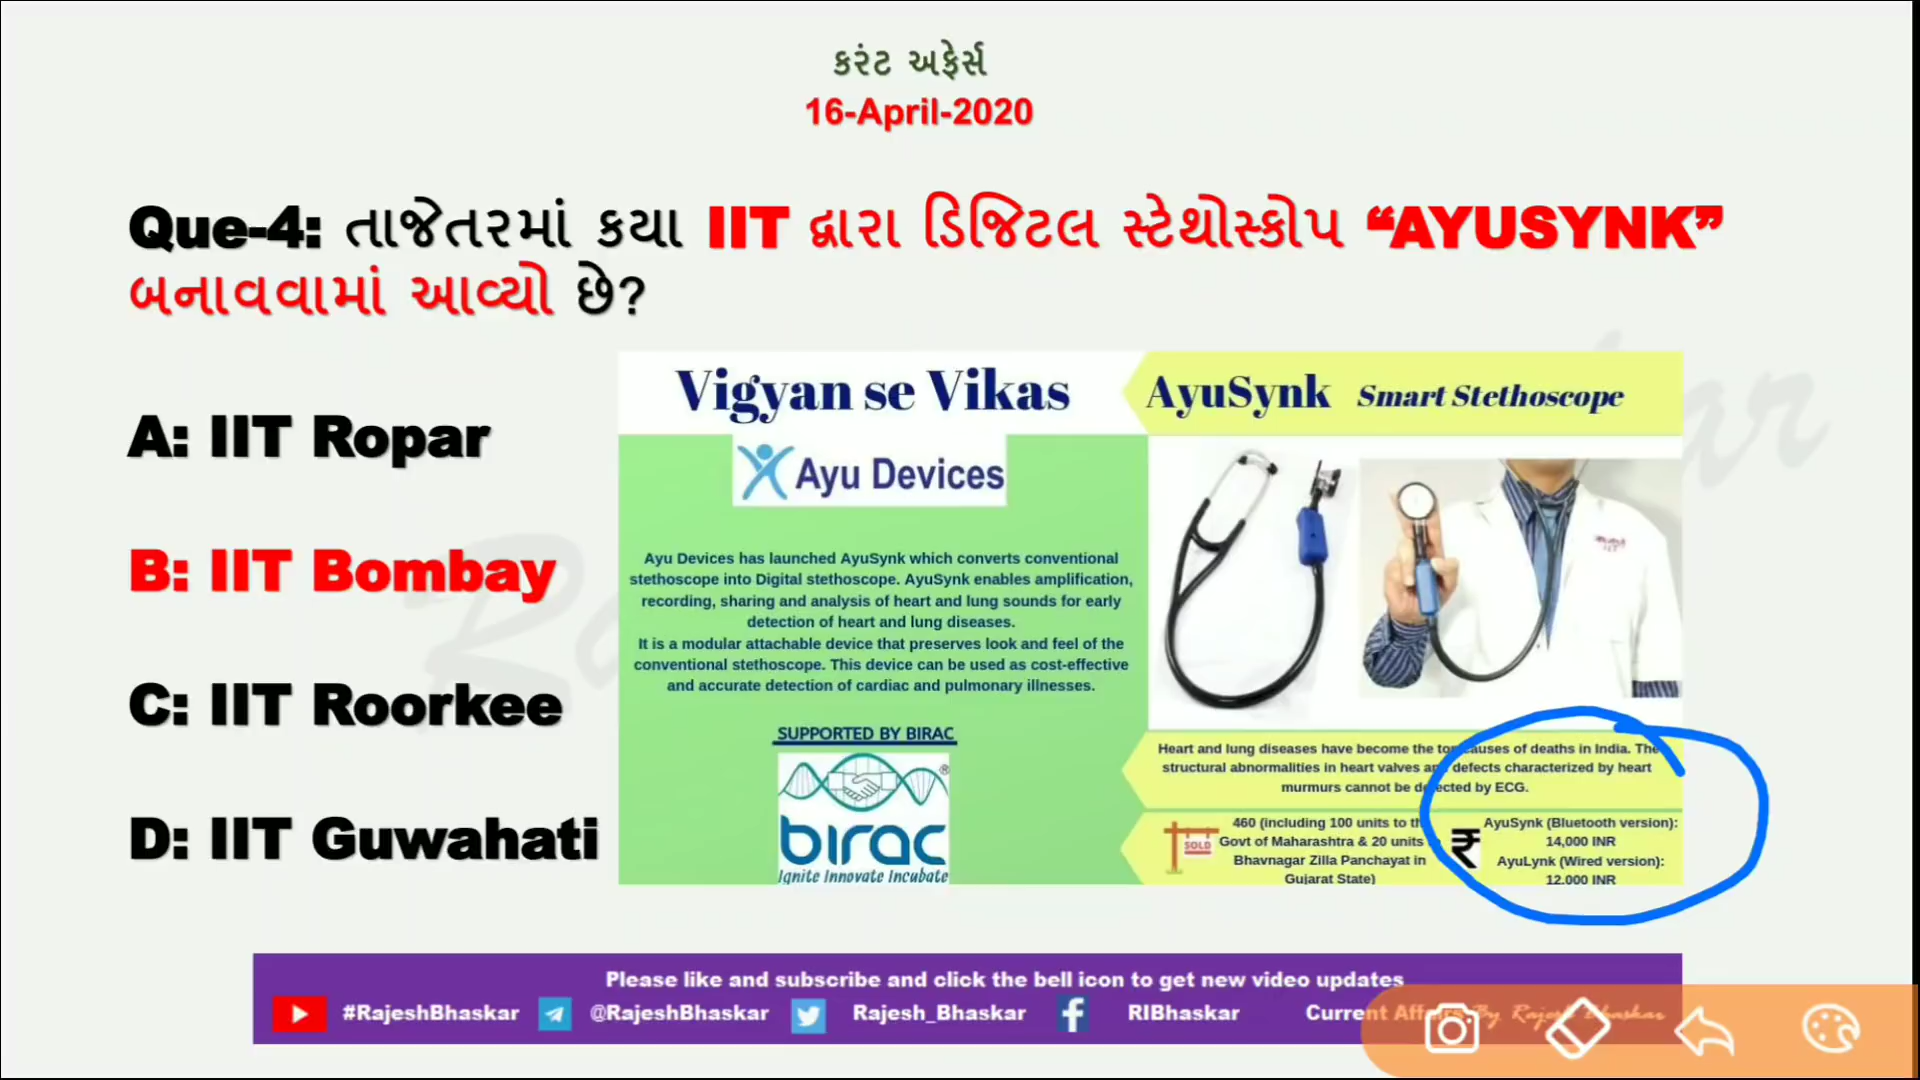 કરંટ અફેર્સ
16-April-2020
Que-4: તાજેતરમાં કયા IIT દ્વારા ડિજિટલ સ્ટેથોસ્કોપ “AYUSYNK”
બનાવવામાં આવ્યો છે?
A: IIT Ropar
B: IIT Bombay
C: IIT Roorkee
D: IIT Guwahati
Vigyan se Vikas
AyuSynk Smart Stethoscope
Ayu Devices
Ayu Devices has launched AyuSynk which converts conventional
stethoscope into Digital stethoscope. AyuSynk enables amplification,
recording, sharing and analysis of heart and lung sounds for early
detection of heart and lung diseases.
It is a modular attachable device that preserves look and feel of the
conventional stethoscope. This device can be used as cost-effective
and accurate detection of cardiac and pulmonary illnesses.
SUPPORTED BY BIRAC
birac
Ignite Innovate Incubate
Heart and lung diseases have become the top causes of deaths in India. The
structural abnormalities in heart valves and defects characterized by heart
murmurs cannot be detected by ECG.
SOLD
460 (including 100 units to the
Govt of Maharashtra & 20 units
Bhavnagar Zilla Panchayat in
Gujarat State)
₹
AyuSynk (Bluetooth version):
14,000 INR
AyuLynk (Wired version):
12,000 INR
Please like and subscribe and click the bell icon to get new video updates
#RajeshBhaskar @RajeshBhaskar Rajesh_Bhaskar RIBhaskar Current Affairs By Rajesh Bhaskar